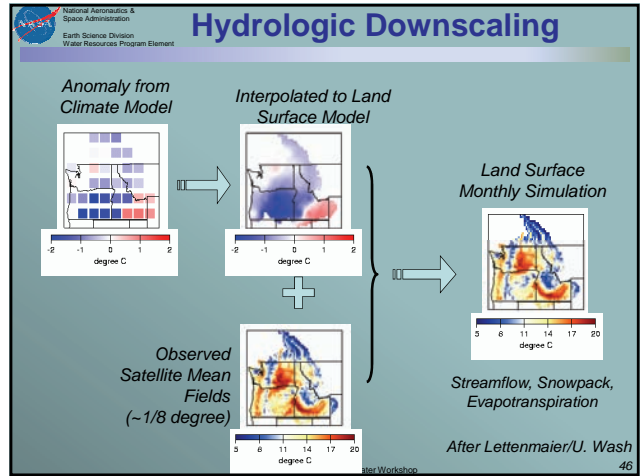 National Aeronautics &
Space Administration
Earth Science Division
Water Resources Program Element
NASA
Hydrologic Downscaling
Anomaly from
Climate Model
Interpolated to Land
Surface Model
Land Surface
Monthly Simulation
-2 -1 0 1 2
degree C
-2 -1 0 1 2
degree C
5 8 11 14 17 20
degree C
Observed
Satellite Mean
Fields
(~1/8 degree)
5 6 11 14 17 20
degree C
Streamflow, Snowpack,
Evapotranspiration
After Lettenmaier/U. Wash
ater Workshop
46